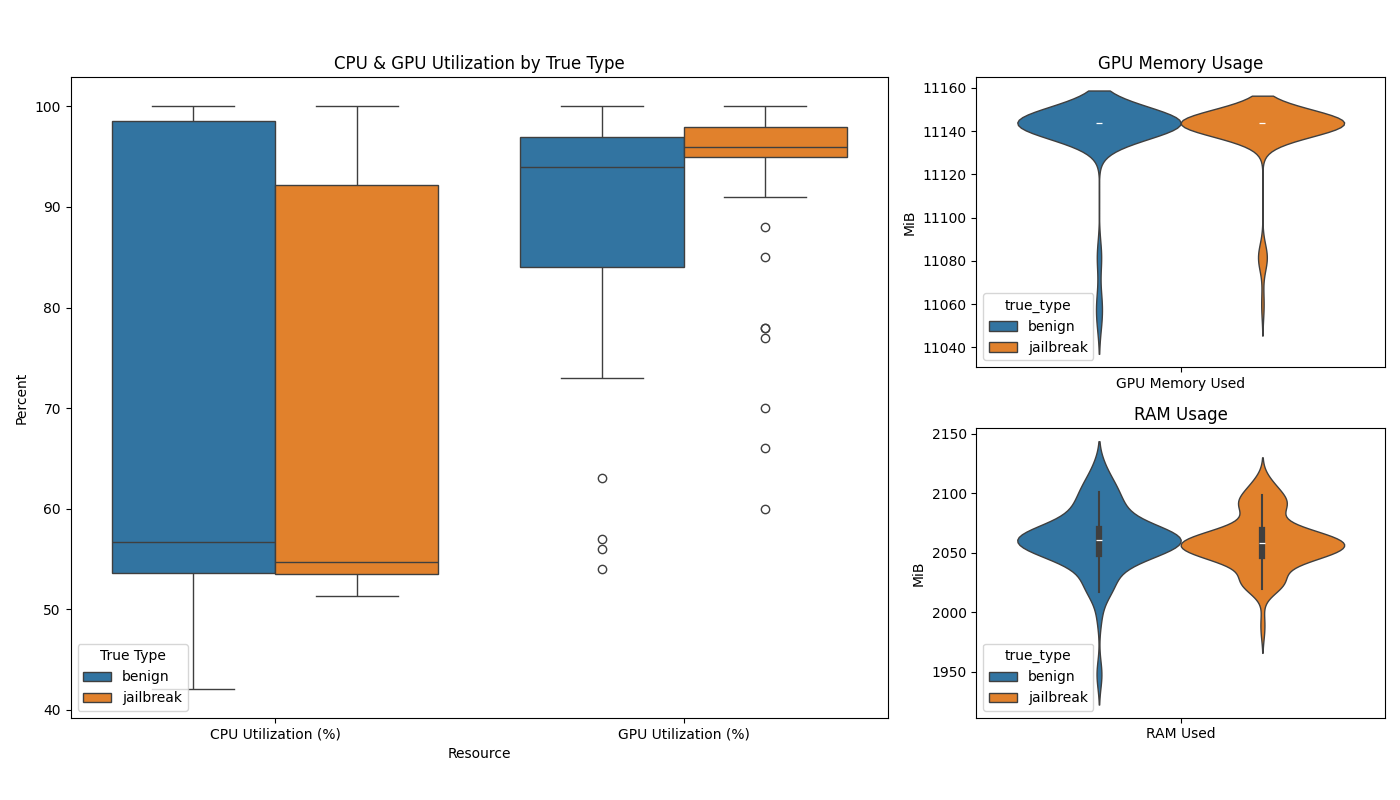 CPU & GPU Utilization by True Type
100
90
80
70
60
50
40
Percent
True Type
benign
jailbreak
CPU Utilization (%)
GPU Utilization (%)
Resource
GPU Memory Usage
11160
11140
11120
11100
11080
11060
11040
MiB
true_type
benign
jailbreak
GPU Memory Used
RAM Usage
2150
2100
2050
2000
1950
MiB
true_type
benign
jailbreak
RAM Used